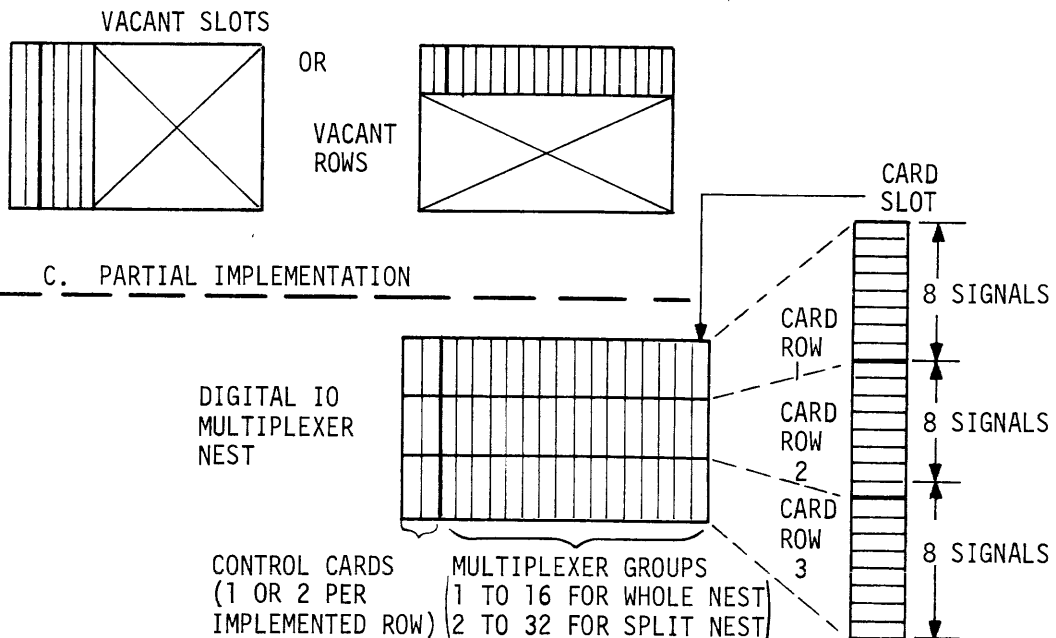 VACANT SLOTS
OR
VACANT
ROWS
C. PARTIAL IMPLEMENTATION
CARD
SLOT
8 SIGNALS
CARD
ROW
1
DIGITAL IO
MULTIPLEXER
NEST
8 SIGNALS
CARD
ROW
2
CARD
ROW
3
8 SIGNALS
CONTROL CARDS
(1 OR 2 PER
IMPLEMENTED ROW)
MULTIPLEXER GROUPS
(1 TO 16 FOR WHOLE NEST
2 TO 32 FOR SPLIT NEST)